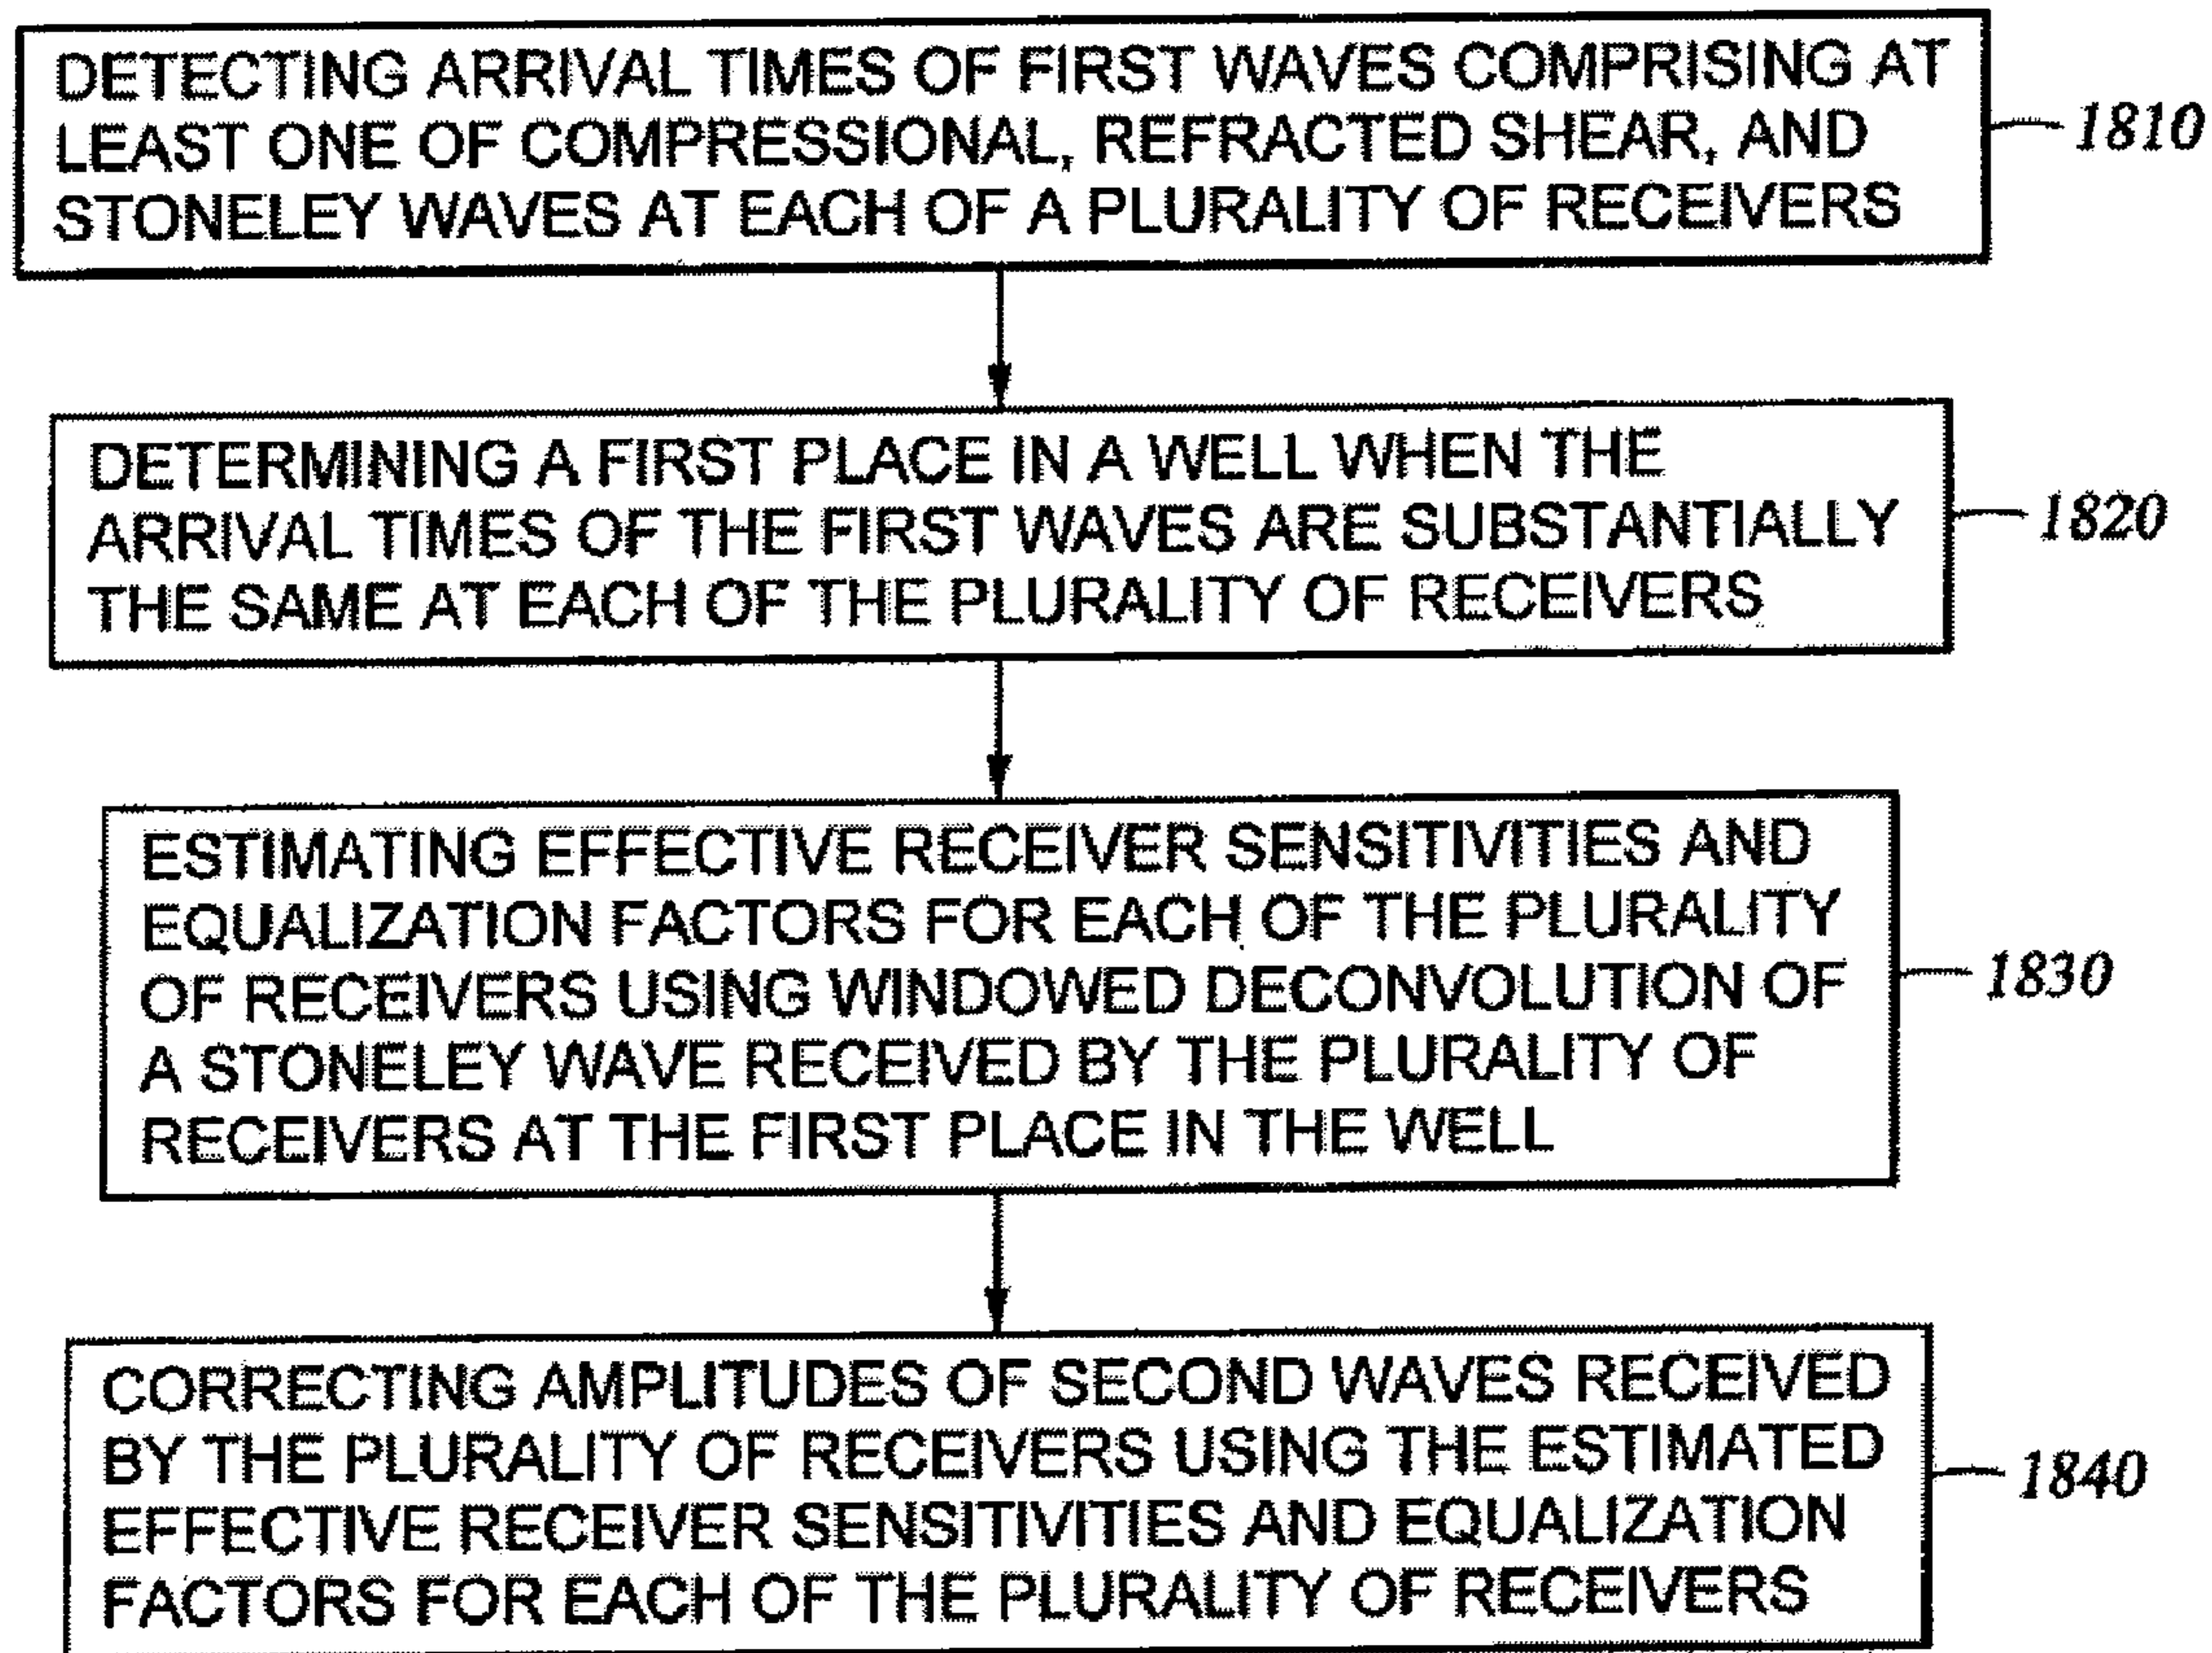 DETECTING ARRIVAL TIMES OF FIRST WAVES COMPRISING AT
LEAST ONE OF COMPRESSIONAL, REFRACTED SHEAR, AND
STONELEY WAVES AT EACH OF A PLURALITY OF RECEIVERS
1810
DETERMINING A FIRST PLACE IN A WELL WHEN THE
ARRIVAL TIMES OF THE FIRST WAVES ARE SUBSTANTIALLY
THE SAME AT EACH OF THE PLURALITY OF RECEIVERS
1820
ESTIMATING EFFECTIVE RECEIVER SENSITIVITIES AND
EQUALIZATION FACTORS FOR EACH OF THE PLURALITY
OF RECEIVERS USING WINDOWED DECONVOLUTION OF
A STONELEY WAVE RECEIVED BY THE PLURALITY OF
RECEIVERS AT THE FIRST PLACE IN THE WELL
1830
CORRECTING AMPLITUDES OF SECOND WAVES RECEIVED
BY THE PLURALITY OF RECEIVERS USING THE ESTIMATED
EFFECTIVE RECEIVER SENSITIVITIES AND EQUALIZATION
FACTORS FOR EACH OF THE PLURALITY OF RECEIVERS
1840